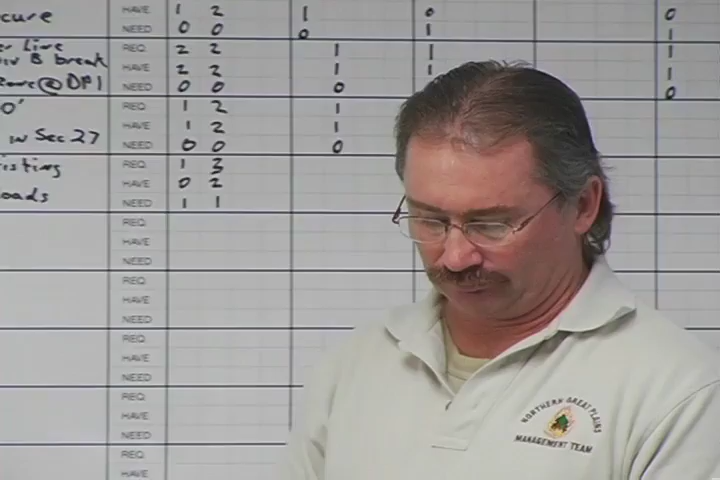 cure HAVE 1 2 1 0 0
NEED 0 0 0 1 1
er Line REQ. 2 2 1 1 1
Div B break HAVE 2 2 1 1 1
@ DP1 NEED 0 0 0 0
0' REQ. 1 2 1
HAVE 1 2 1
w Sec 27 NEED 0 0 0
isting REQ. 1 3
HAVE 0 2
oads NEED 1 1
REQ.
HAVE
NEED
REQ.
HAVE
NEED
REQ.
HAVE
NEED
REQ.
HAVE
NEED
REQ.
HAVE
NORTHERN GREAT PLAINS
MANAGEMENT TEAM